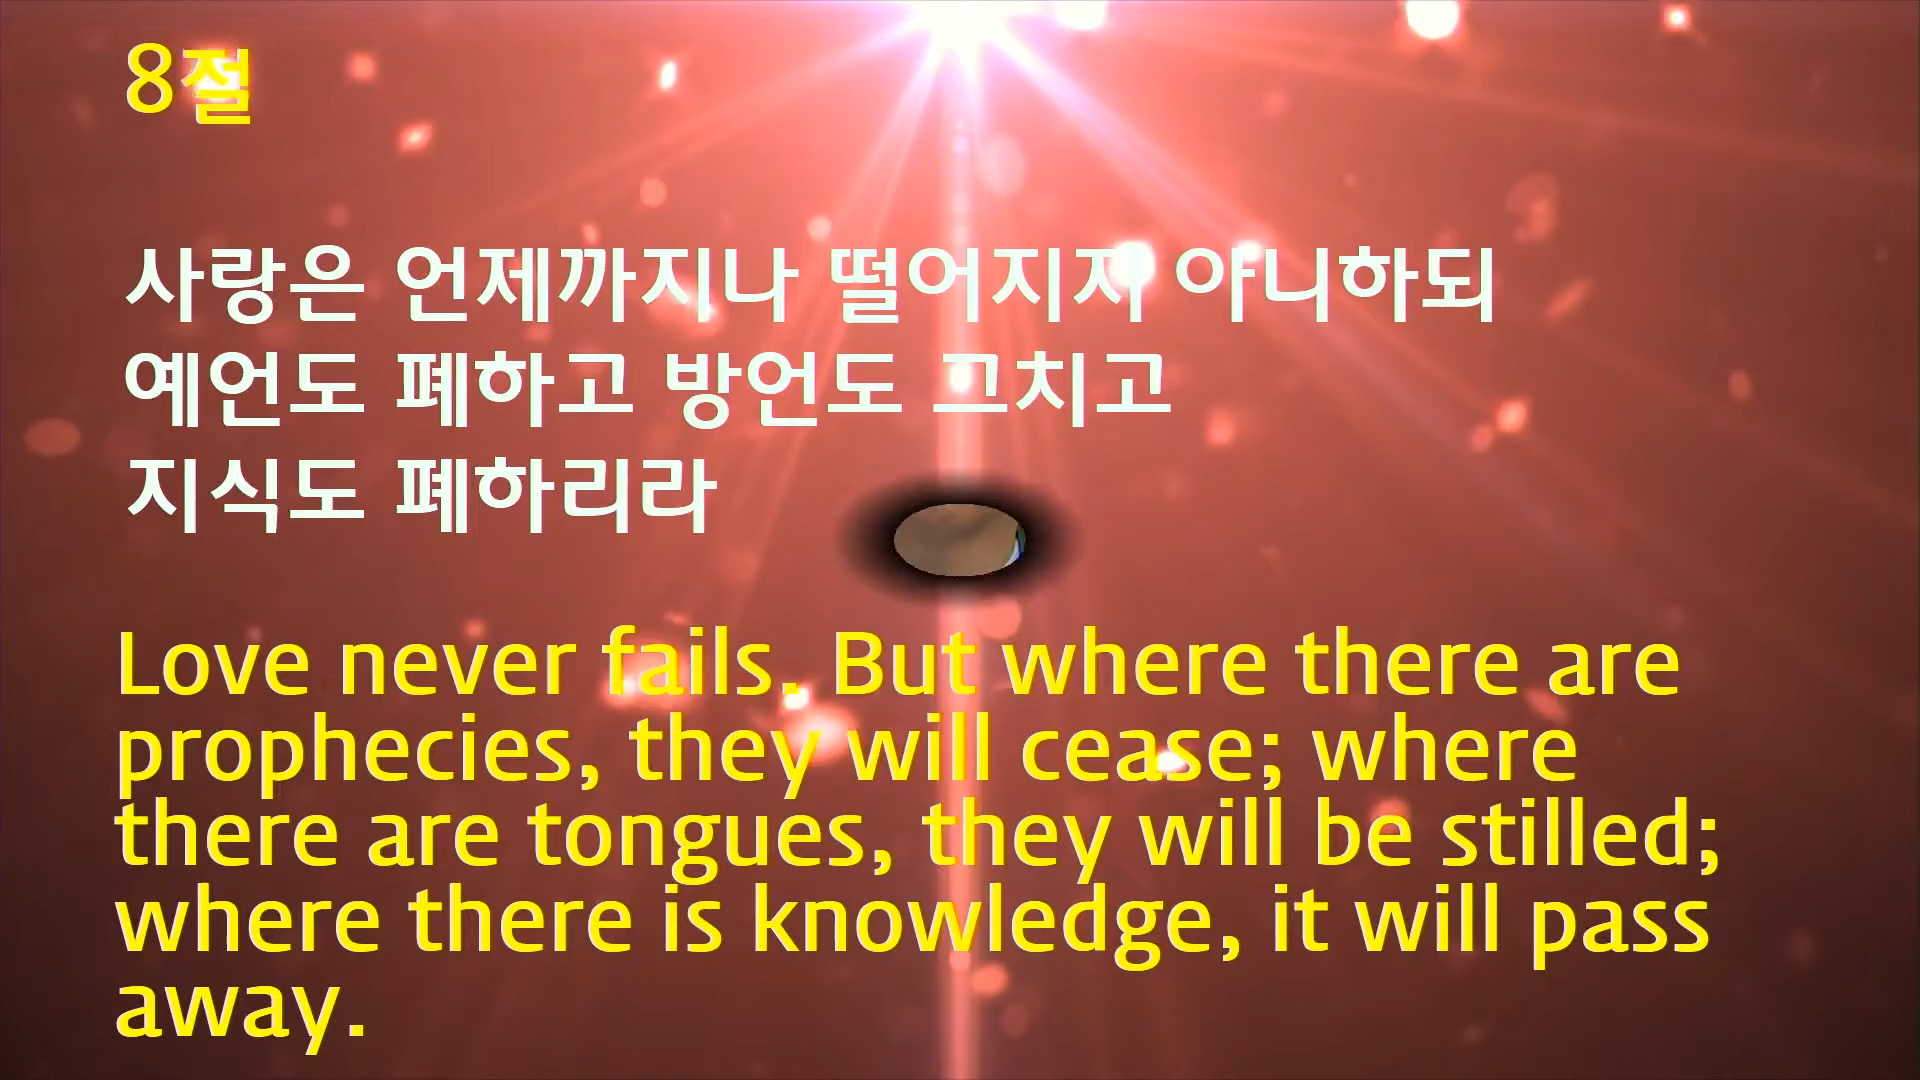 8절
사랑은 언제까지나 떨어지지 아니하되
예언도 폐하고 방언도 그치고
지식도 폐하리라
Love never fails. But where there are
prophecies, they will cease; where
there are tongues, they will be stilled;
where there is knowledge, it will pass
away.